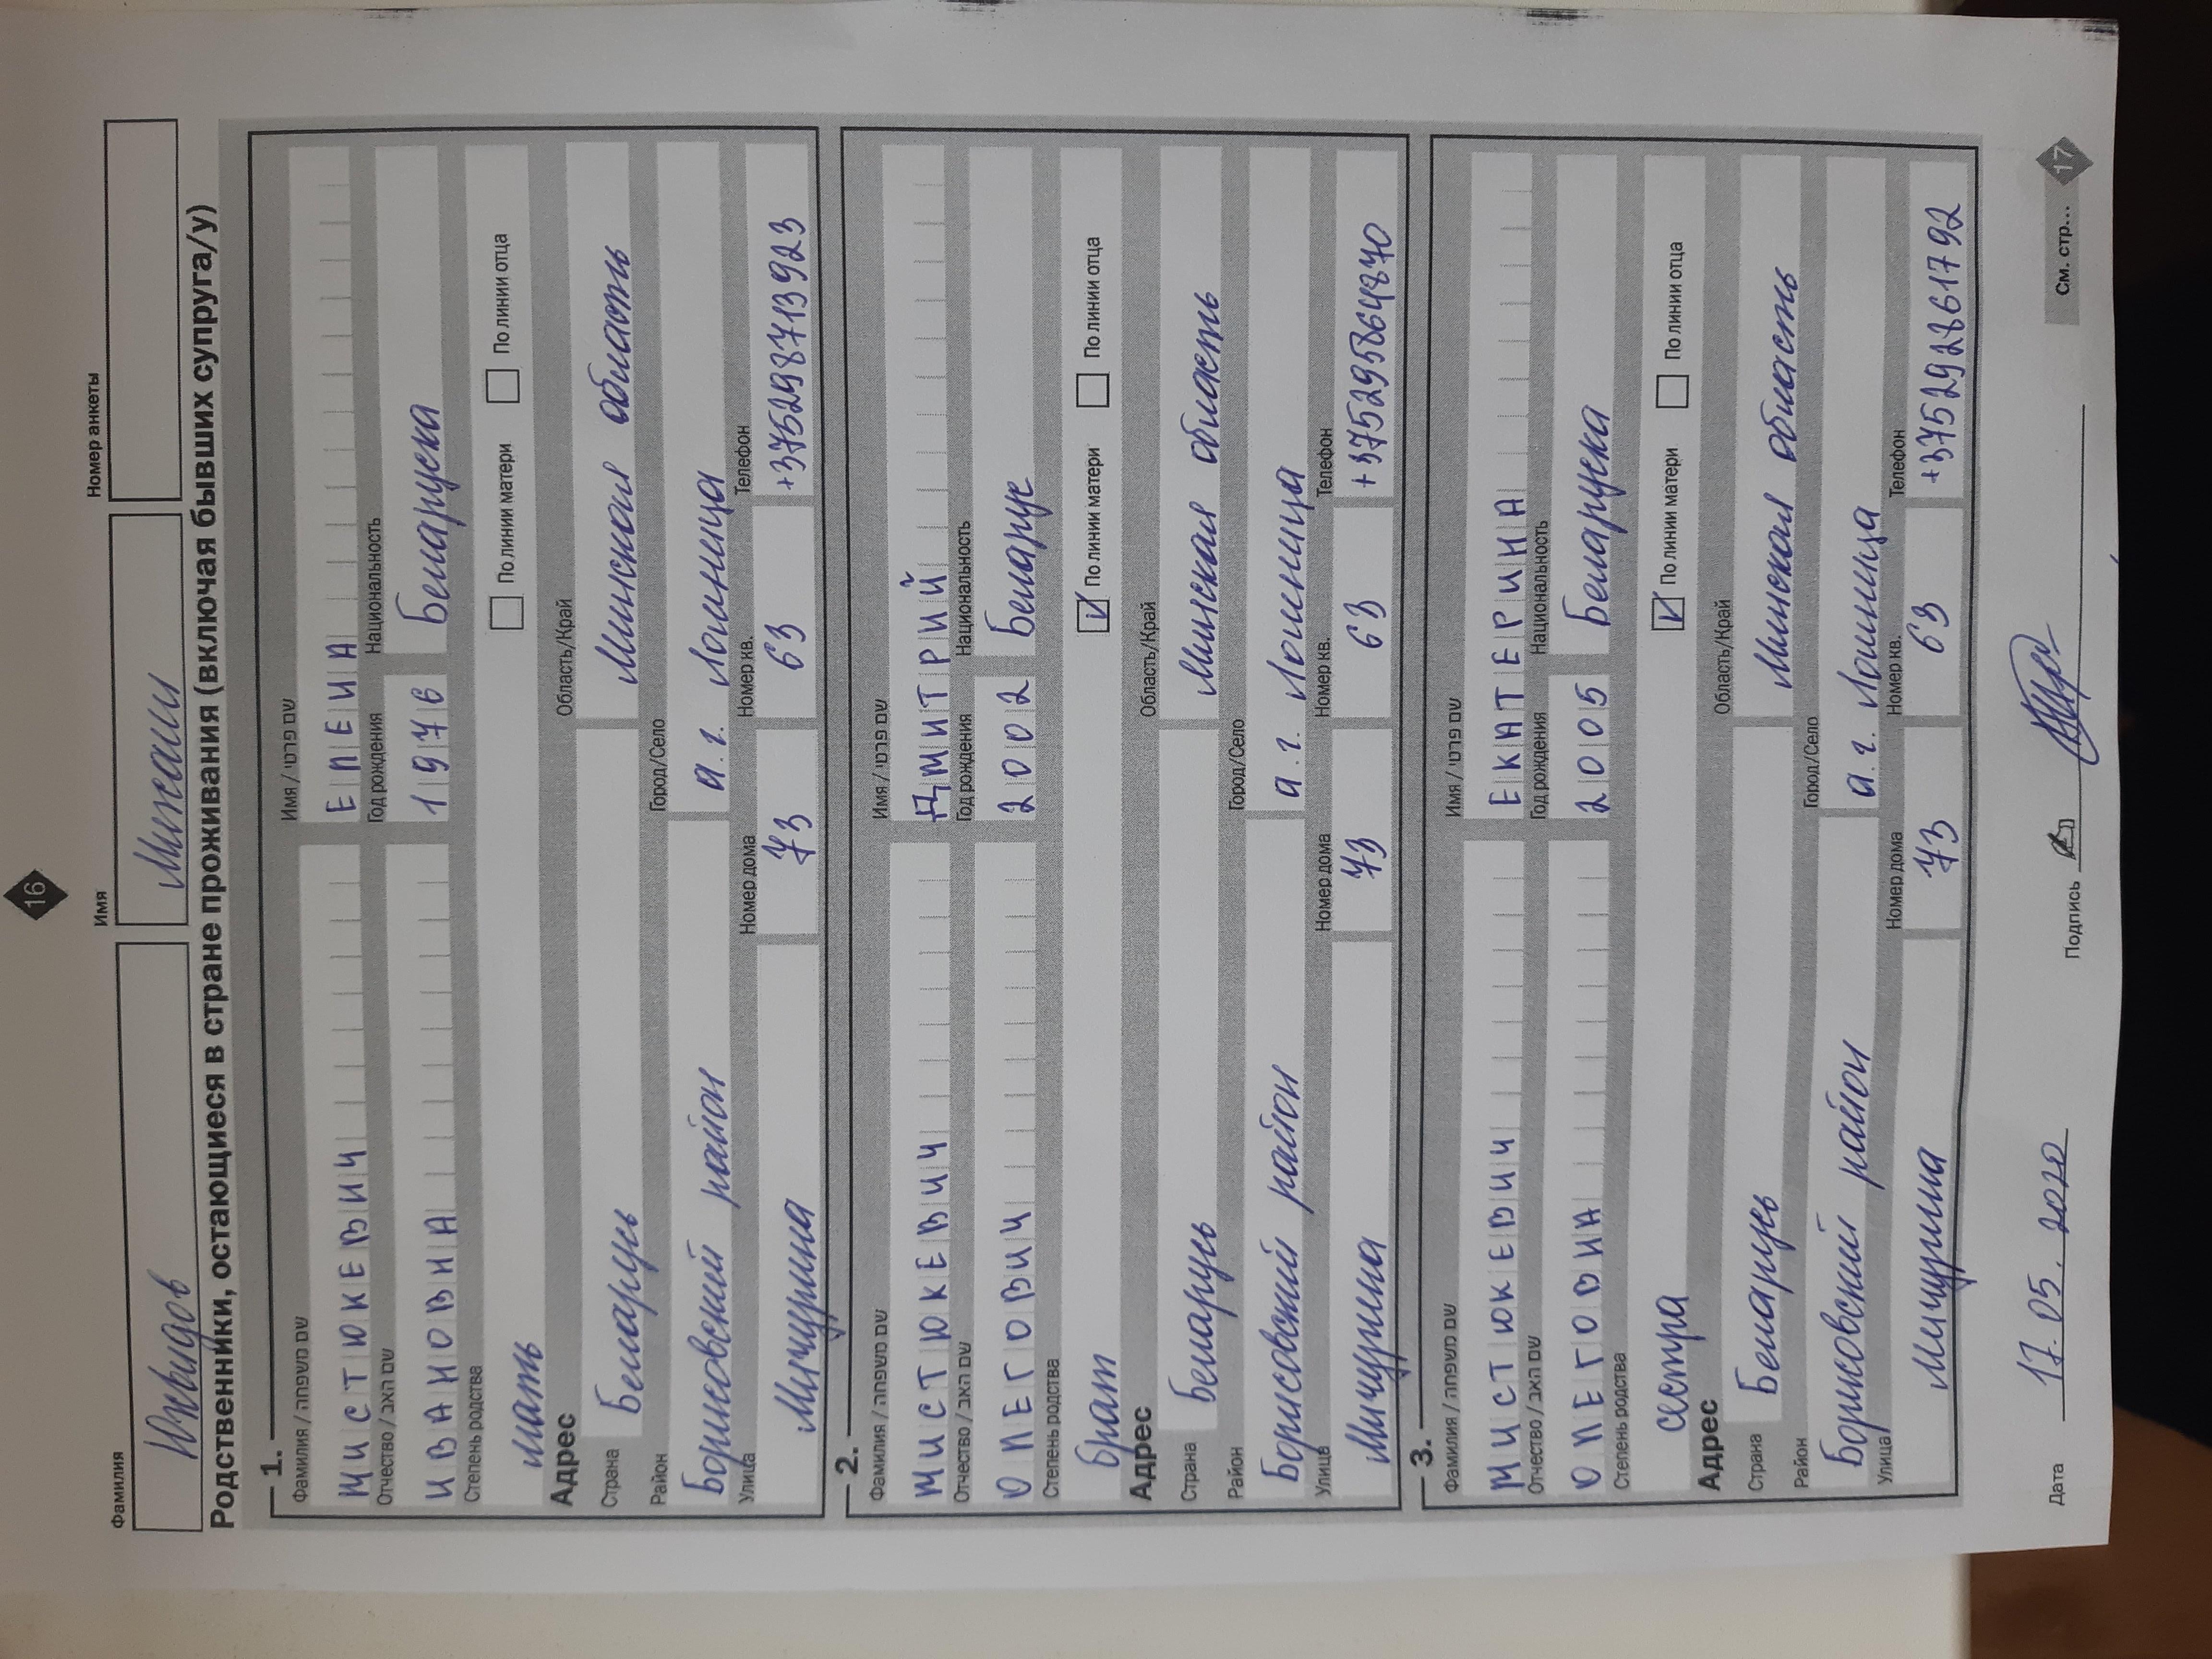 16
Фамилия Имя Номер анкеты
Юхвидов Михаил
Родственники, остающиеся в стране проживания (включая бывших супруга/у)
1.
Фамилия / שם משפחה Имя / שם פרטי
МИСТЮКЕВИЧ ЕЛЕНА
Отчество / שם האב Год рождения Национальность
ИВАНОВНА 1976 Беларуска
Степень родства
мать По линии матери По линии отца
Адрес Область/Край
Страна Беларусь Минская область
Район Город/Село
Борисовский район а.г. Лошница
Улица Номер дома Номер кв. Телефон
Мичурина 73 63 +375298713923
2.
Фамилия / שם משפחה Имя / שם פרטי
МИСТЮКЕВИЧ ДМИТРИЙ
Отчество / שם האב Год рождения Национальность
ОЛЕГОВИЧ 2002 Беларус
Степень родства
брат По линии матери По линии отца
Адрес Область/Край
Страна Беларусь Минская область
Район Город/Село
Борисовский район а.г. Лошница
Улица Номер дома Номер кв. Телефон
Мичурина 73 63 +375295864870
3.
Фамилия / שם משפחה Имя / שם פרטי
МИСТЮКЕВИЧ ЕКАТЕРИНА
Отчество / שם האב Год рождения Национальность
ОЛЕГОВНА 2005 Беларуска
Степень родства
сестра По линии матери По линии отца
Адрес Область/Край
Страна Беларусь Минская область
Район Город/Село
Борисовский район а.г. Лошница
Улица Номер дома Номер кв. Телефон
Мичурина 73 63 +375292861792
Дата 17.05.2020 Подпись См. стр... 17